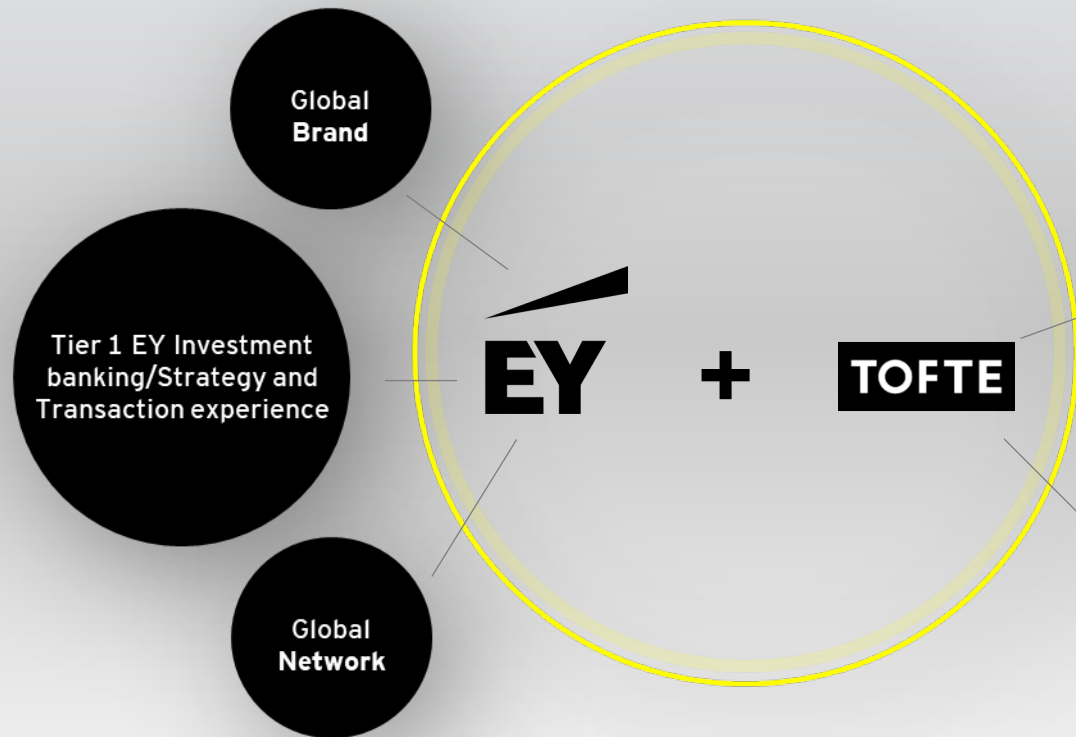 Global
Brand
Tier 1 EY Investment
banking/Strategy and
Transaction experience
EY + TOFTE
Global
Network